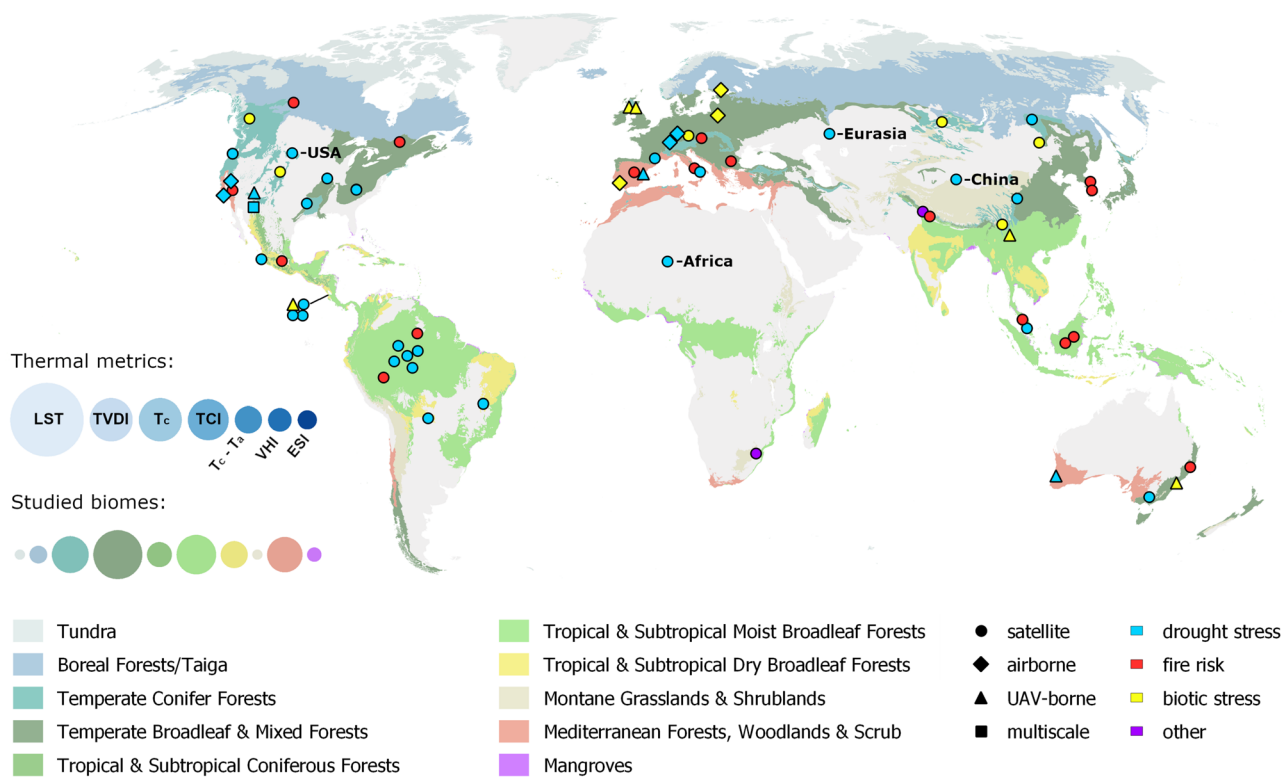 -USA
-Eurasia
-China
-Africa
Thermal metrics:
LST
TVDI
Tc
TCI
Tc - Ta
VHI
ESI
Studied biomes:
Tundra
Boreal Forests/Taiga
Temperate Conifer Forests
Temperate Broadleaf & Mixed Forests
Tropical & Subtropical Coniferous Forests
Tropical & Subtropical Moist Broadleaf Forests
Tropical & Subtropical Dry Broadleaf Forests
Montane Grasslands & Shrublands
Mediterranean Forests, Woodlands & Scrub
Mangroves
satellite
airborne
UAV-borne
multiscale
drought stress
fire risk
biotic stress
other